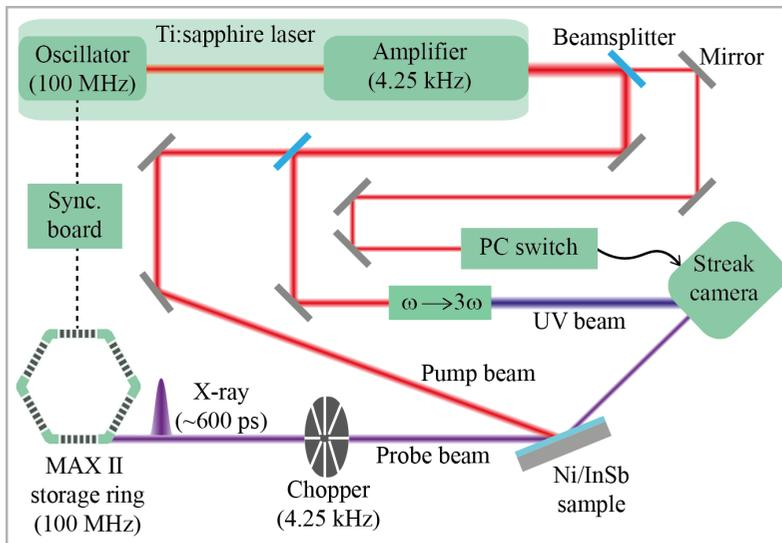 Ti:sapphire laser
Oscillator
(100 MHz)
Amplifier
(4.25 kHz)
Beamsplitter
Mirror
Sync.
board
PC switch
Streak
camera
ω→3ω
UV beam
Pump beam
X-ray
(~600 ps)
Probe beam
MAX II
storage ring
(100 MHz)
Chopper
(4.25 kHz)
Ni/InSb
sample